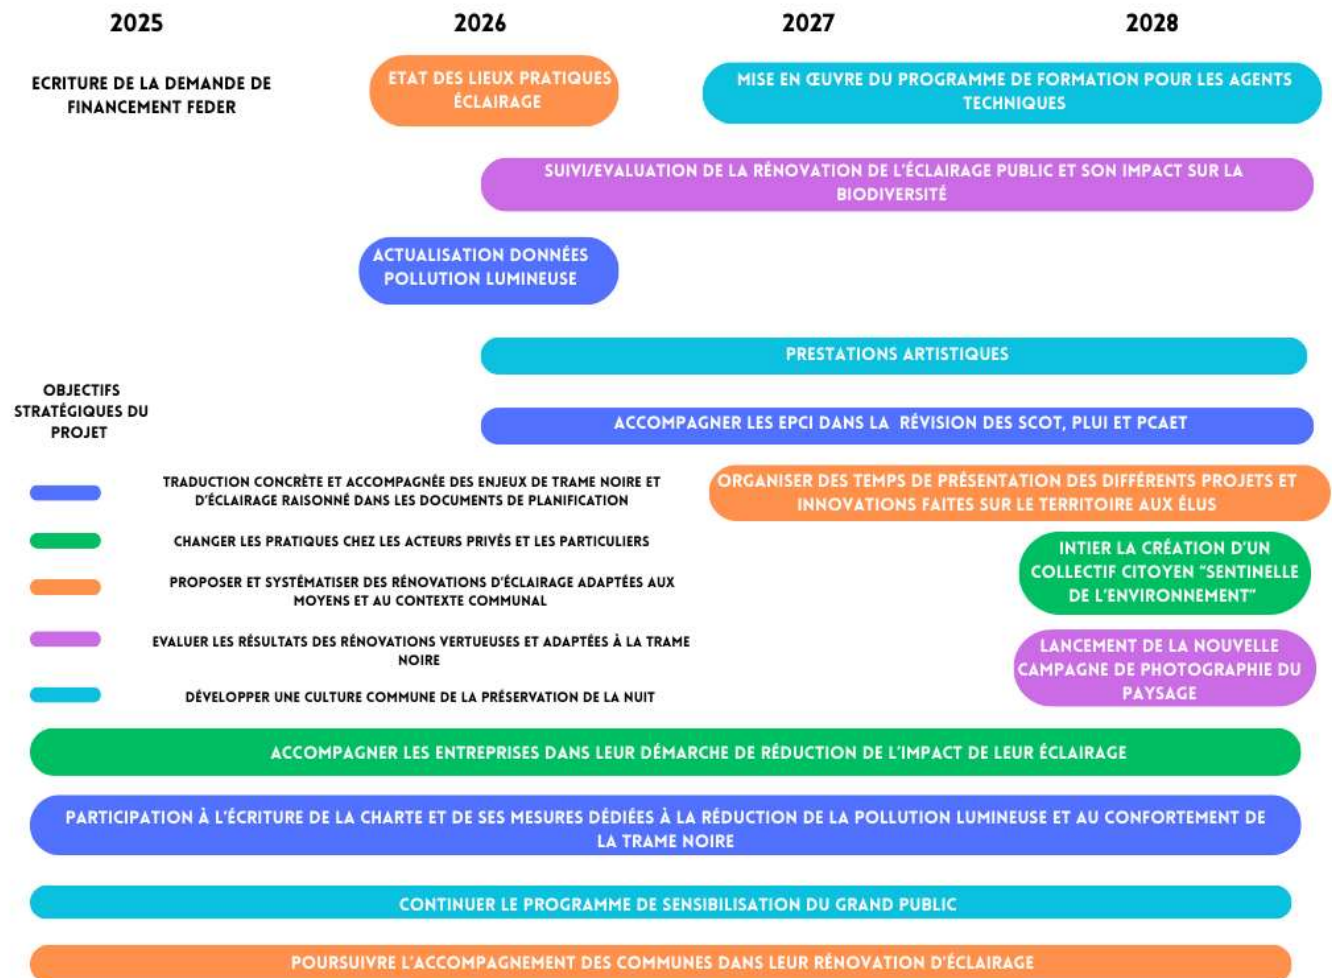 2025
2026
2027
2028
ECRITURE DE LA DEMANDE DE
FINANCEMENT FEDER
ETAT DES LIEUX PRATIQUES
ÉCLAIRAGE
MISE EN ŒUVRE DU PROGRAMME DE FORMATION POUR LES AGENTS
TECHNIQUES
SUIVI/EVALUATION DE LA RÉNOVATION DE L'ÉCLAIRAGE PUBLIC ET SON IMPACT SUR LA
BIODIVERSITÉ
ACTUALISATION DONNÉES
POLLUTION LUMINEUSE
PRESTATIONS ARTISTIQUES
ACCOMPAGNER LES EPCI DANS LA RÉVISION DES SCOT, PLUI ET PCAET
ORGANISER DES TEMPS DE PRÉSENTATION DES DIFFÉRENTS PROJETS ET
INNOVATIONS FAITES SUR LE TERRITOIRE AUX ÉLUS
INTIER LA CRÉATION D'UN
COLLECTIF CITOYEN "SENTINELLE
DE L'ENVIRONNEMENT"
LANCEMENT DE LA NOUVELLE
CAMPAGNE DE PHOTOGRAPHIE DU
PAYSAGE
OBJECTIFS
STRATÉGIQUES DU
PROJET
TRADUCTION CONCRÈTE ET ACCOMPAGNÉE DES ENJEUX DE TRAME NOIRE ET
D'ÉCLAIRAGE RAISONNÉ DANS LES DOCUMENTS DE PLANIFICATION
CHANGER LES PRATIQUES CHEZ LES ACTEURS PRIVÉS ET LES PARTICULIERS
PROPOSER ET SYSTÉMATISER DES RÉNOVATIONS D'ÉCLAIRAGE ADAPTÉES AUX
MOYENS ET AU CONTEXTE COMMUNAL
EVALUER LES RÉSULTATS DES RÉNOVATIONS VERTUEUSES ET ADAPTÉES À LA TRAME
NOIRE
DÉVELOPPER UNE CULTURE COMMUNE DE LA PRÉSERVATION DE LA NUIT
ACCOMPAGNER LES ENTREPRISES DANS LEUR DÉMARCHE DE RÉDUCTION DE L'IMPACT DE LEUR ÉCLAIRAGE
PARTICIPATION À L'ÉCRITURE DE LA CHARTE ET DE SES MESURES DÉDIÉES À LA RÉDUCTION DE LA POLLUTION LUMINEUSE ET AU CONFORTEMENT DE
LA TRAME NOIRE
CONTINUER LE PROGRAMME DE SENSIBILISATION DU GRAND PUBLIC
POURSUIVRE L'ACCOMPAGNEMENT DES COMMUNES DANS LEUR RÉNOVATION D'ÉCLAIRAGE